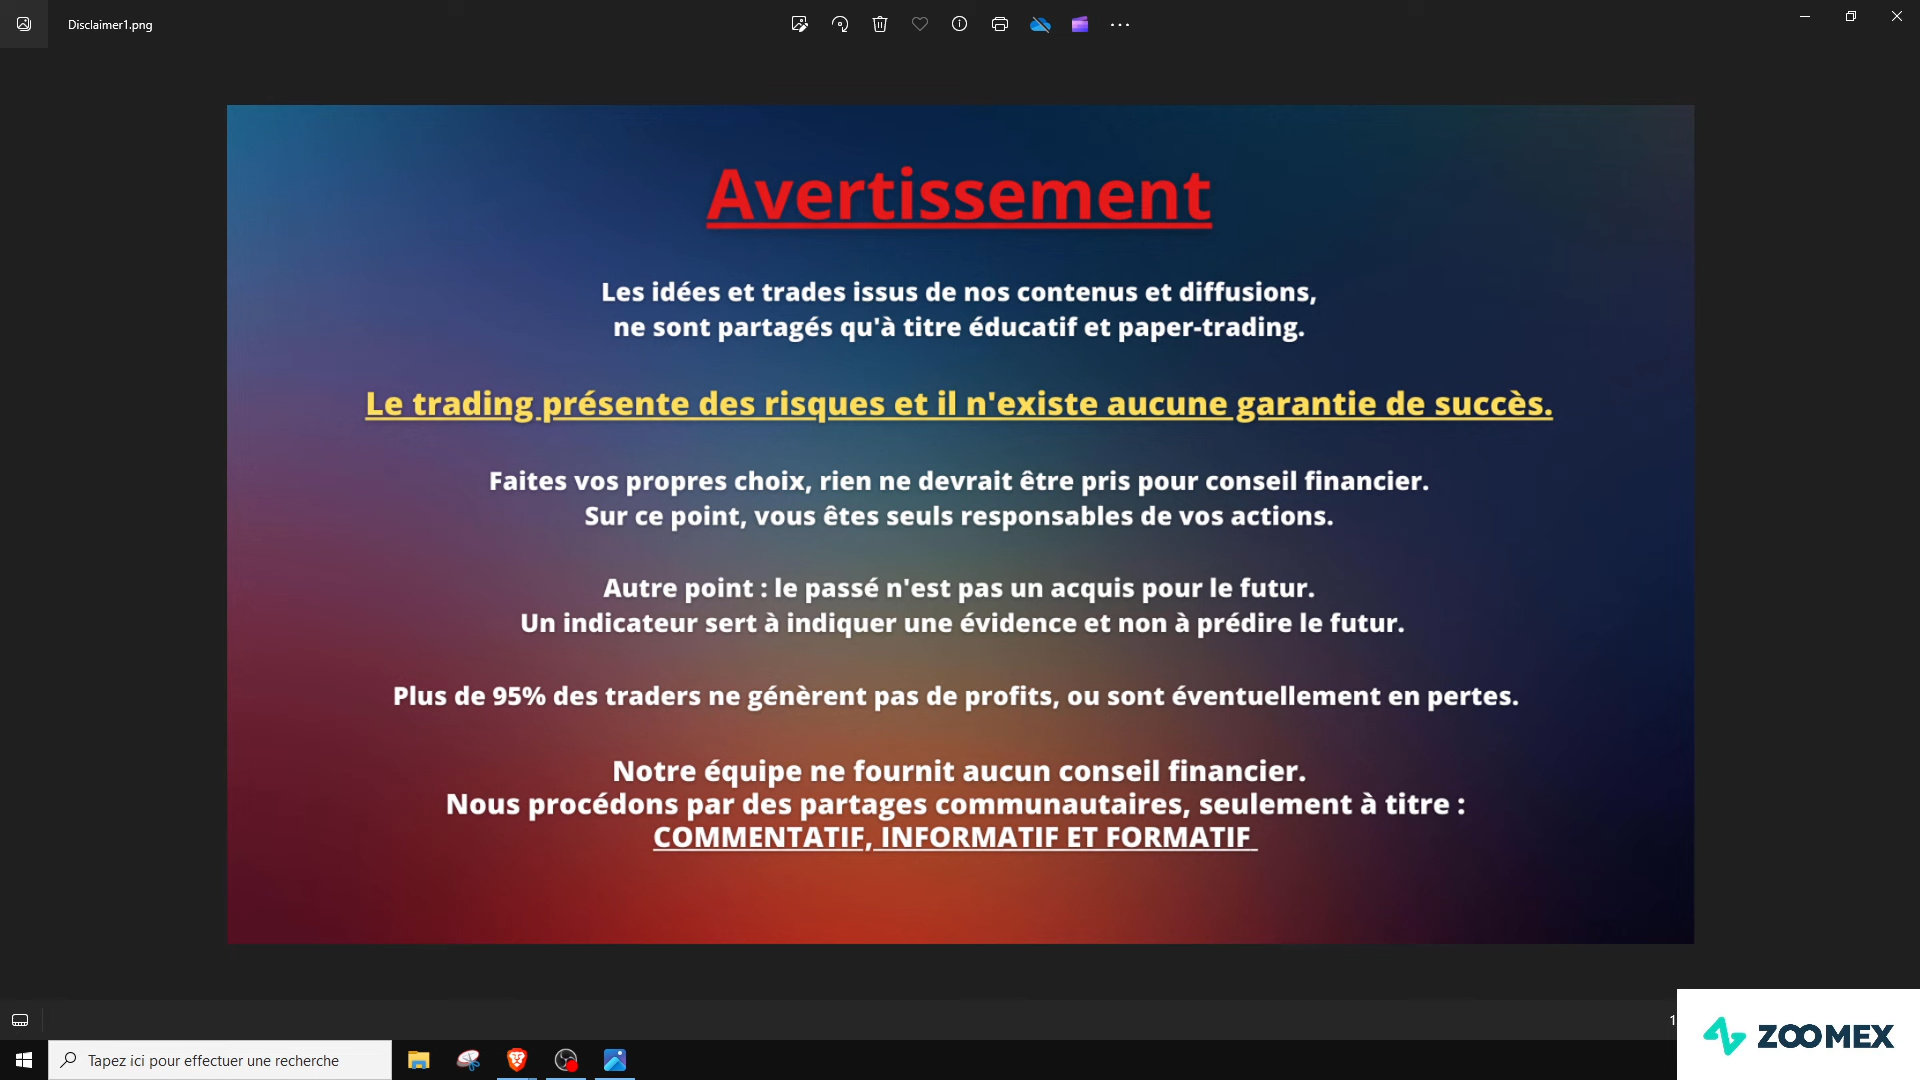 Disclaimer1.png
Avertissement
Les idées et trades issus de nos contenus et diffusions,
ne sont partagés qu'à titre éducatif et paper-trading.
Le trading présente des risques et il n'existe aucune garantie de succès.
Faites vos propres choix, rien ne devrait être pris pour conseil financier.
Sur ce point, vous êtes seuls responsables de vos actions.
Autre point : le passé n'est pas un acquis pour le futur.
Un indicateur sert à indiquer une évidence et non à prédire le futur.
Plus de 95% des traders ne génèrent pas de profits, ou sont éventuellement en pertes.
Notre équipe ne fournit aucun conseil financier.
Nous procédons par des partages communautaires, seulement à titre :
COMMENTATIF, INFORMATIF ET FORMATIF
ZOOMEX
Tapez ici pour effectuer une recherche